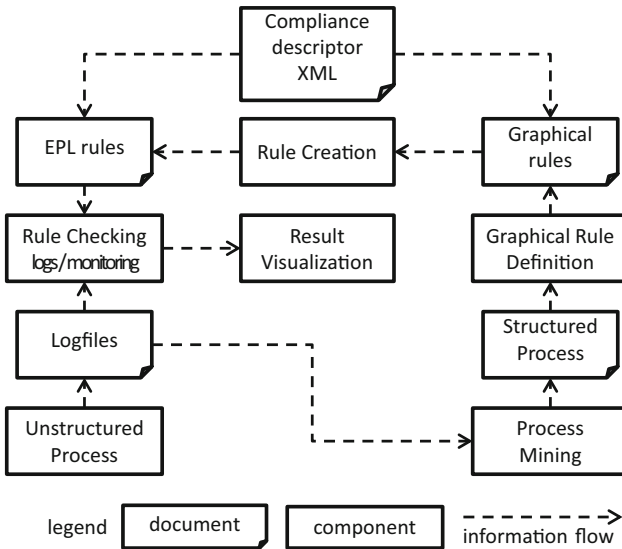 Compliance
descriptor
XML
EPL rules
Rule Creation
Graphical
rules
Rule Checking
logs/monitoring
Result
Visualization
Graphical Rule
Definition
Logfiles
Structured
Process
Unstructured
Process
Process
Mining
legend
document
component
information flow